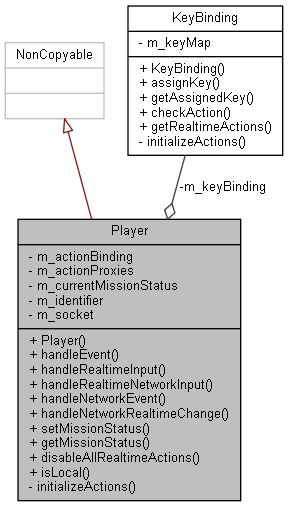 KeyBinding
- m_keyMap
+ KeyBinding()
+ assignKey()
+ getAssignedKey()
+ checkAction()
+ getRealtimeActions()
- initializeActions()
NonCopyable
-m_keyBinding
Player
- m_actionBinding
- m_actionProxies
- m_currentMissionStatus
- m_identifier
- m_socket
+ Player()
+ handleEvent()
+ handleRealtimeInput()
+ handleRealtimeNetworkInput()
+ handleNetworkEvent()
+ handleNetworkRealtimeChange()
+ setMissionStatus()
+ getMissionStatus()
+ disableAllRealtimeActions()
+ isLocal()
- initializeActions()